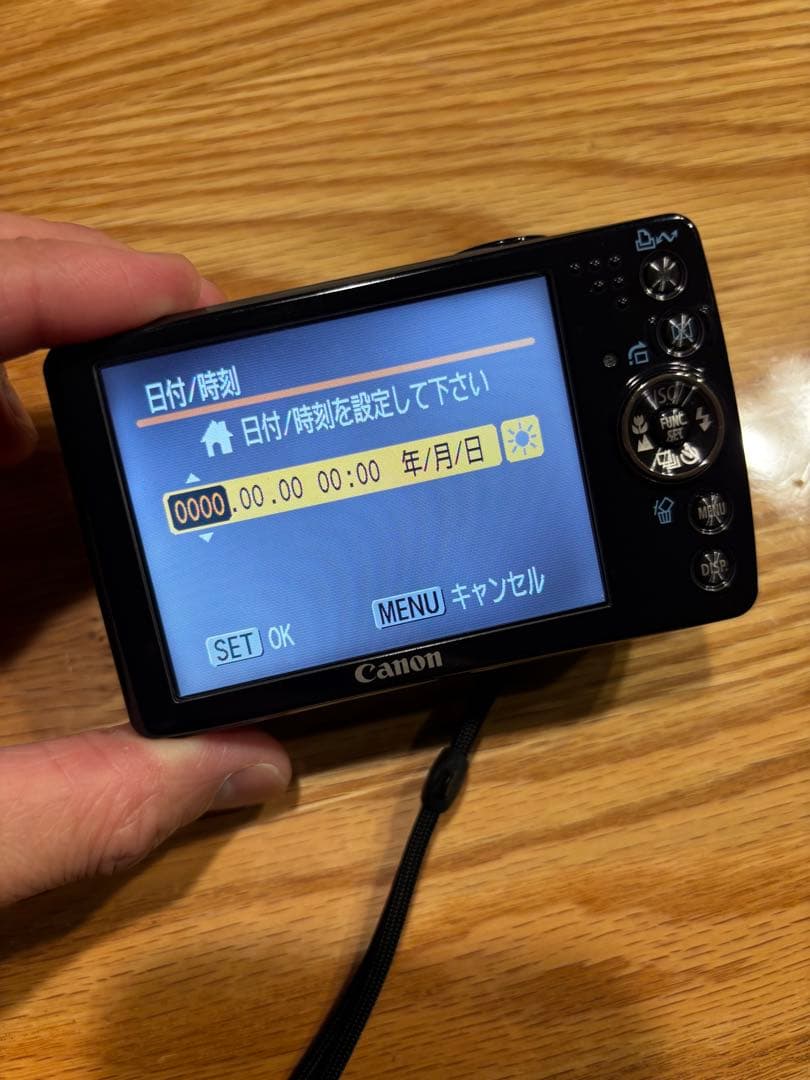 日付/時刻
日付/時刻を設定して下さい
0000.00.00 00:00 年/月/日
SET OK MENU キャンセル
Canon
ISO
FUNC.
SET
MENU
DISP.